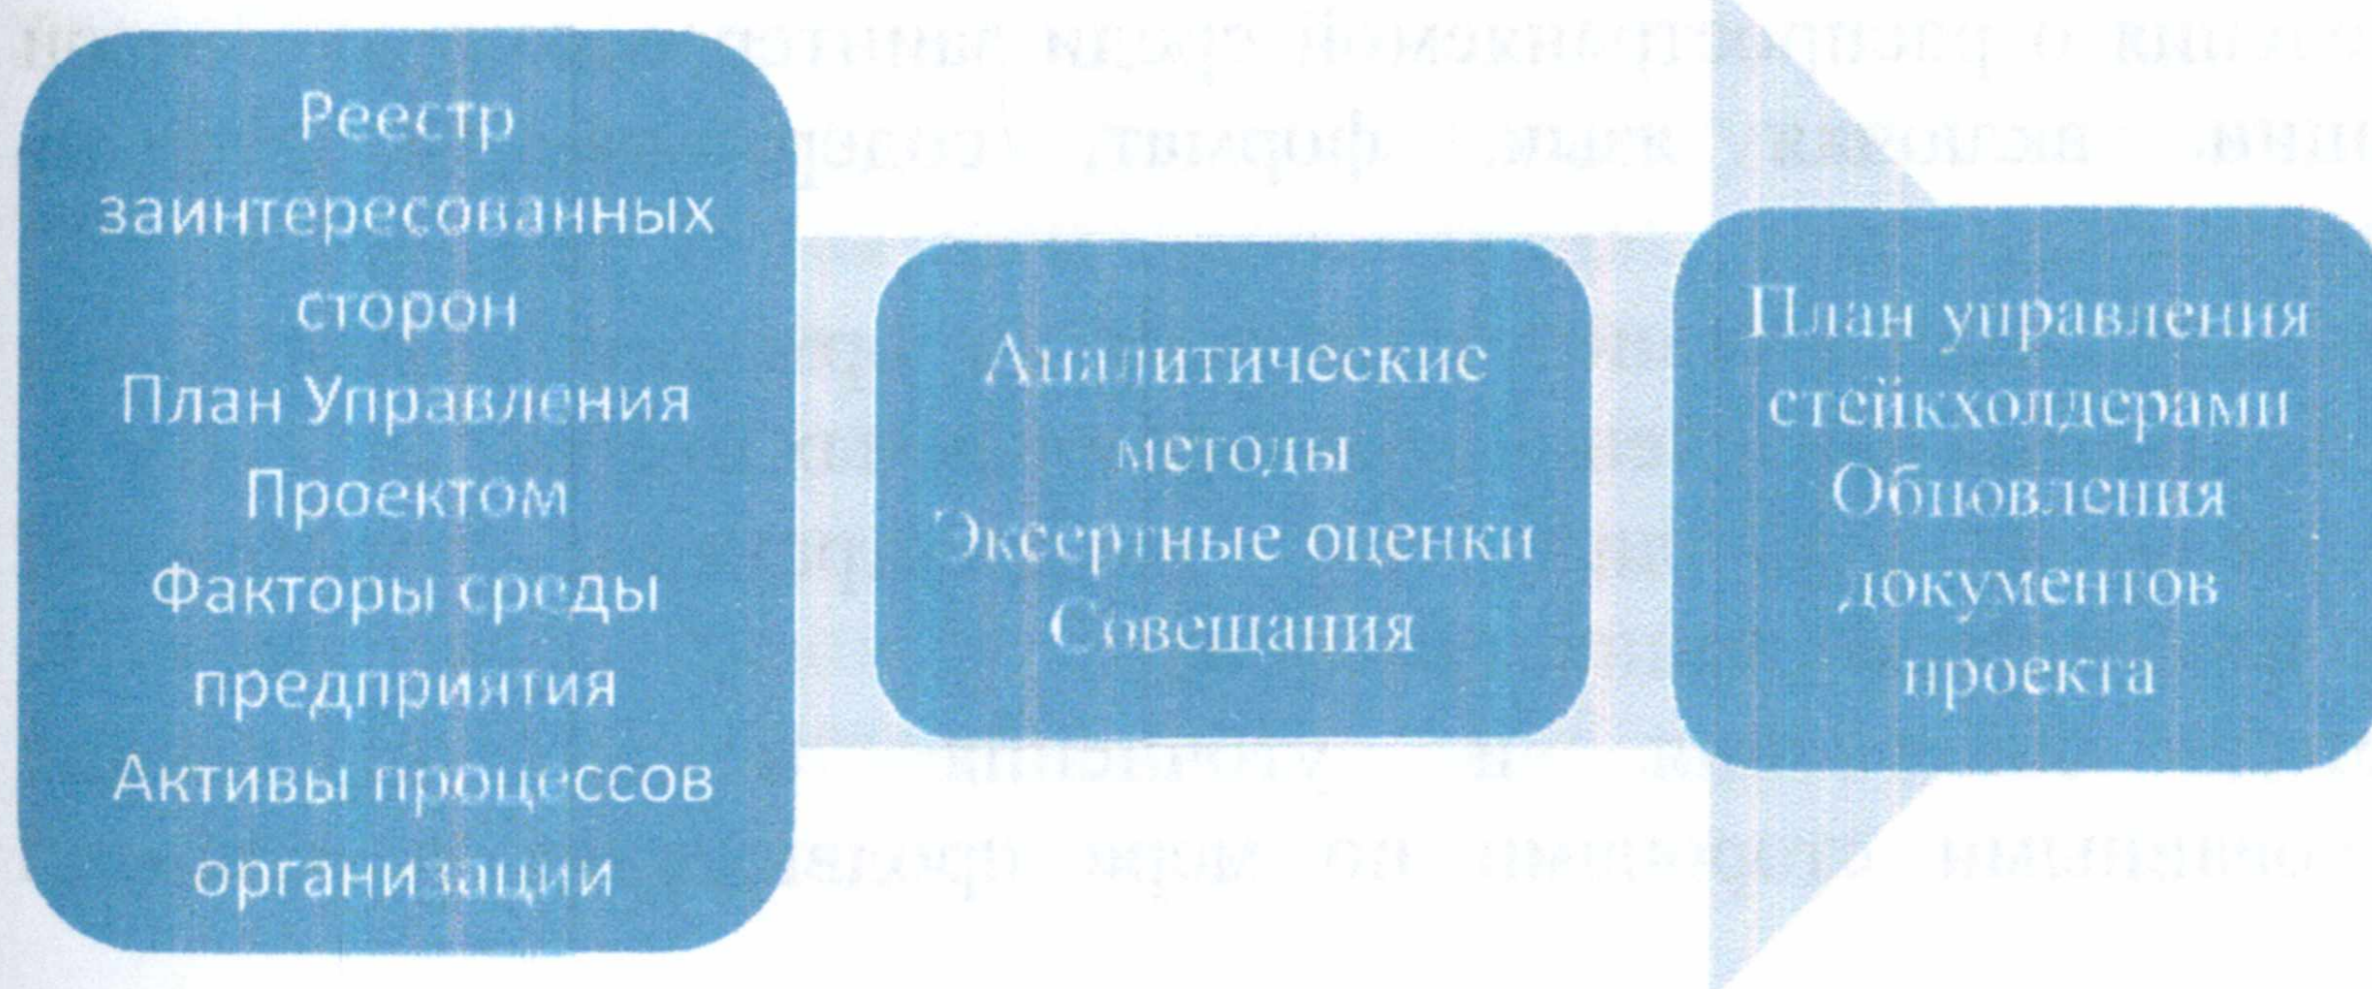 Реестр
заинтересованных
сторон
План Управления
Проектом
Факторы среды
предприятия
Активы процессов
организации
Аналитические
методы
Эксертные оценки
Совещания
План управления
стейкхолдерами
Обновления
документов
проекта